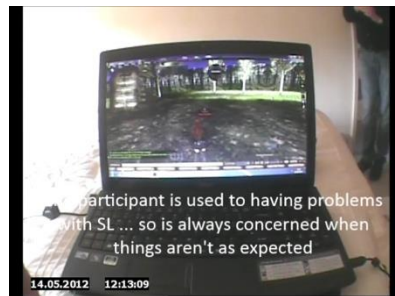 participant is used to having problems
with SL ... so is always concerned when
things aren't as expected
14.05.2012 12:13:09